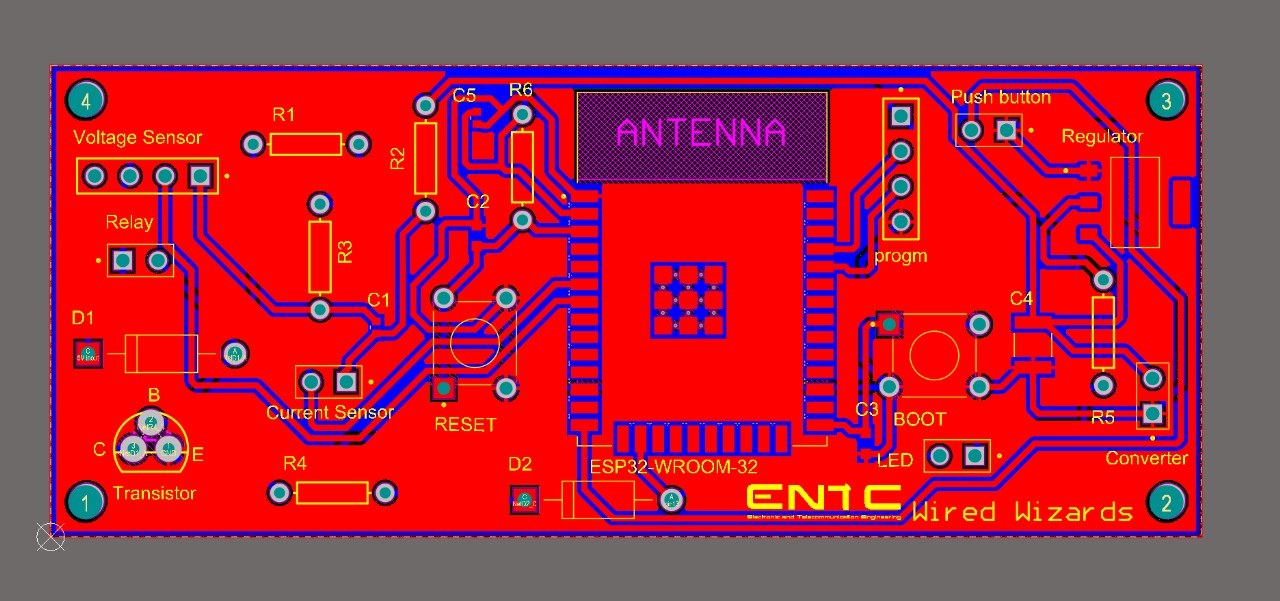 4
3
Voltage Sensor
R1
R2
C5
R6
ANTENNA
Push button
Regulator
Relay
R3
C2
progm
D1
C1
C4
Current Sensor
RESET
C3
BOOT
R5
B
C
E
Transistor
R4
D2
ESP32-WROOM-32
LED
Converter
1
ENTC
Electronic and Telecommunication Engineering
Wired Wizards
2